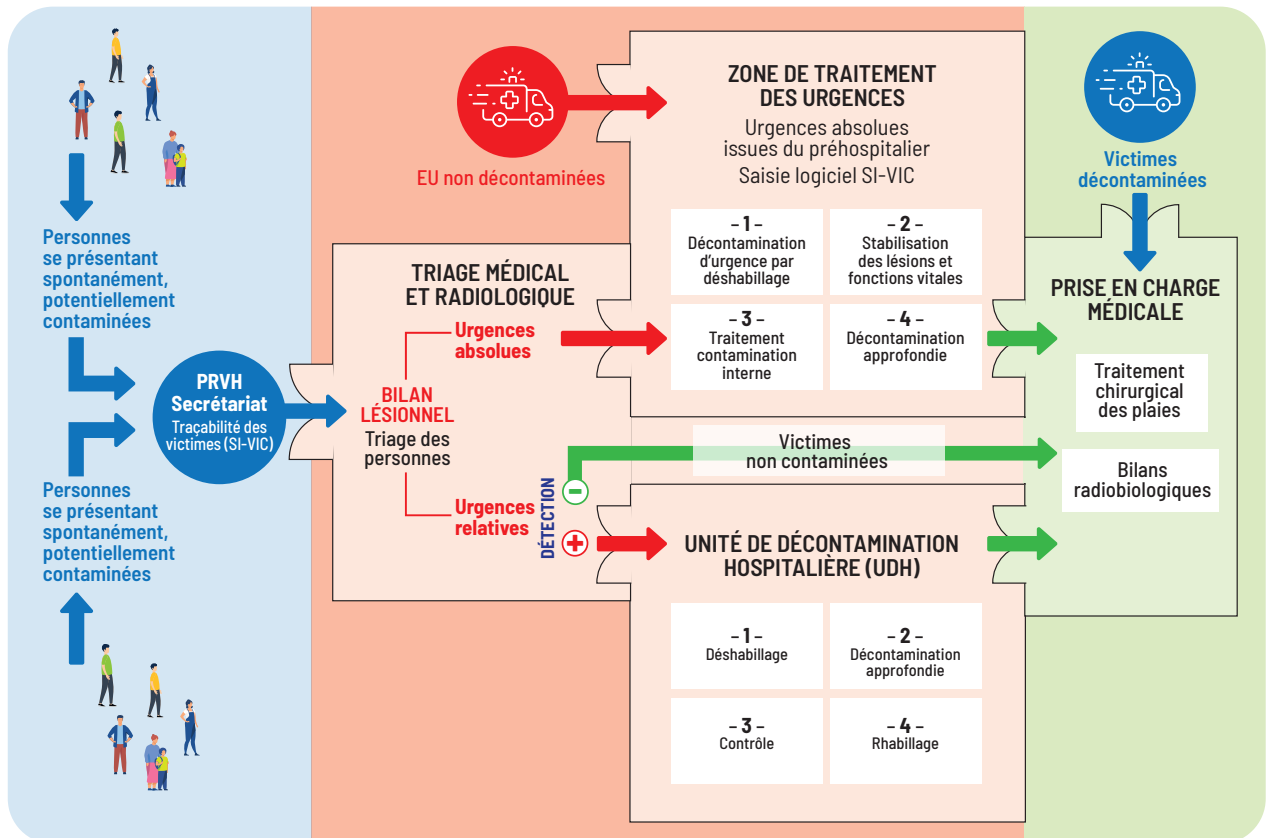 Personnes
se présentant
spontanément,
potentiellement
contaminées
PRVH
Secrétariat
Traçabilité des
victimes (SI-VIC)
Personnes
se présentant
spontanément,
potentiellement
contaminées
EU non décontaminées
TRIAGE MÉDICAL
ET RADIOLOGIQUE
Urgences
absolues
BILAN
LÉSIONNEL
Triage des
personnes
Urgences
relatives
DÉTECTION
–
+
ZONE DE TRAITEMENT
DES URGENCES
Urgences absolues
issues du préhospitalier
Saisie logiciel SI-VIC
– 1 –
Décontamination
d'urgence par
déshabillage
– 2 –
Stabilisation
des lésions et
fonctions vitales
– 3 –
Traitement
contamination
interne
– 4 –
Décontamination
approfondie
Victimes
non contaminées
UNITÉ DE DÉCONTAMINATION
HOSPITALIÈRE (UDH)
– 1 –
Déshabillage
– 2 –
Décontamination
approfondie
– 3 –
Contrôle
– 4 –
Rhabillage
Victimes
décontaminées
PRISE EN CHARGE
MÉDICALE
Traitement
chirurgical
des plaies
Bilans
radiobiologiques